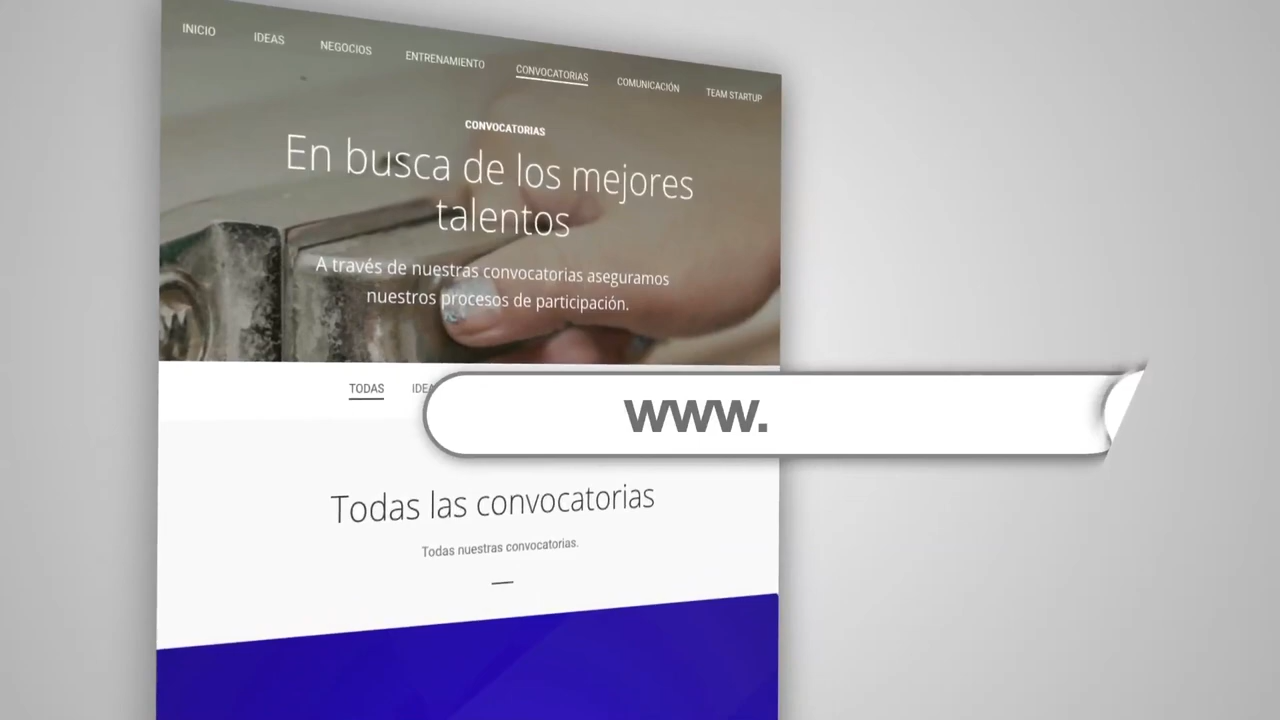 INICIO IDEAS NEGOCIOS ENTRENAMIENTO CONVOCATORIAS COMUNICACIÓN TEAM STARTUP
CONVOCATORIAS
En busca de los mejores
talentos
A través de nuestras convocatorias aseguramos
nuestros procesos de participación.
TODAS
www.
Todas las convocatorias
Todas nuestras convocatorias.